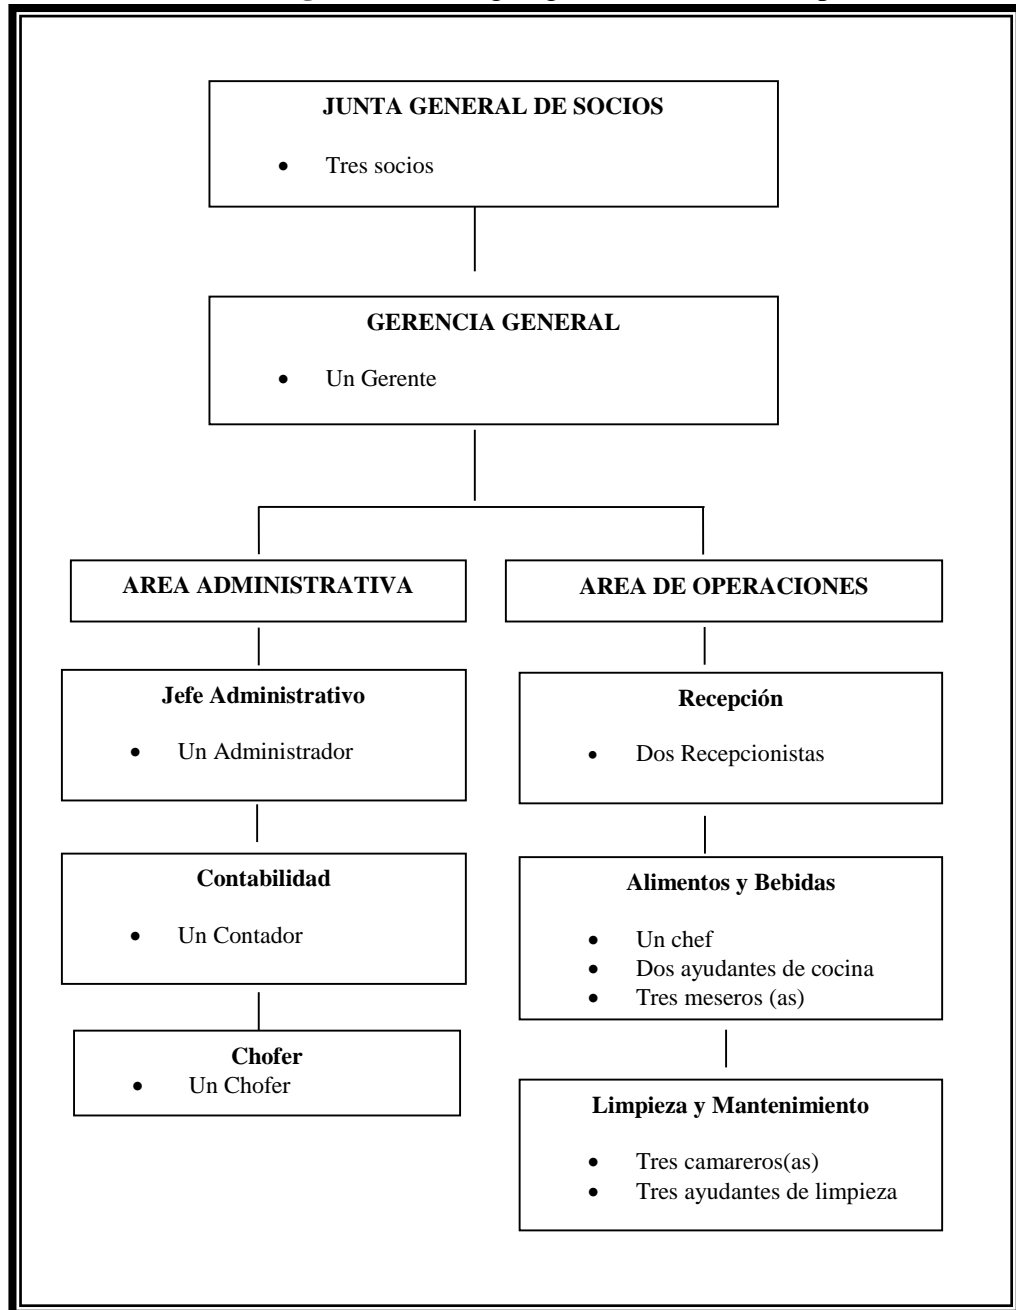 JUNTA GENERAL DE SOCIOS
• Tres socios
GERENCIA GENERAL
• Un Gerente
AREA ADMINISTRATIVA
AREA DE OPERACIONES
Jefe Administrativo
• Un Administrador
Recepción
• Dos Recepcionistas
Contabilidad
• Un Contador
Alimentos y Bebidas
• Un chef
• Dos ayudantes de cocina
• Tres meseros (as)
Chofer
• Un Chofer
Limpieza y Mantenimiento
• Tres camareros(as)
• Tres ayudantes de limpieza